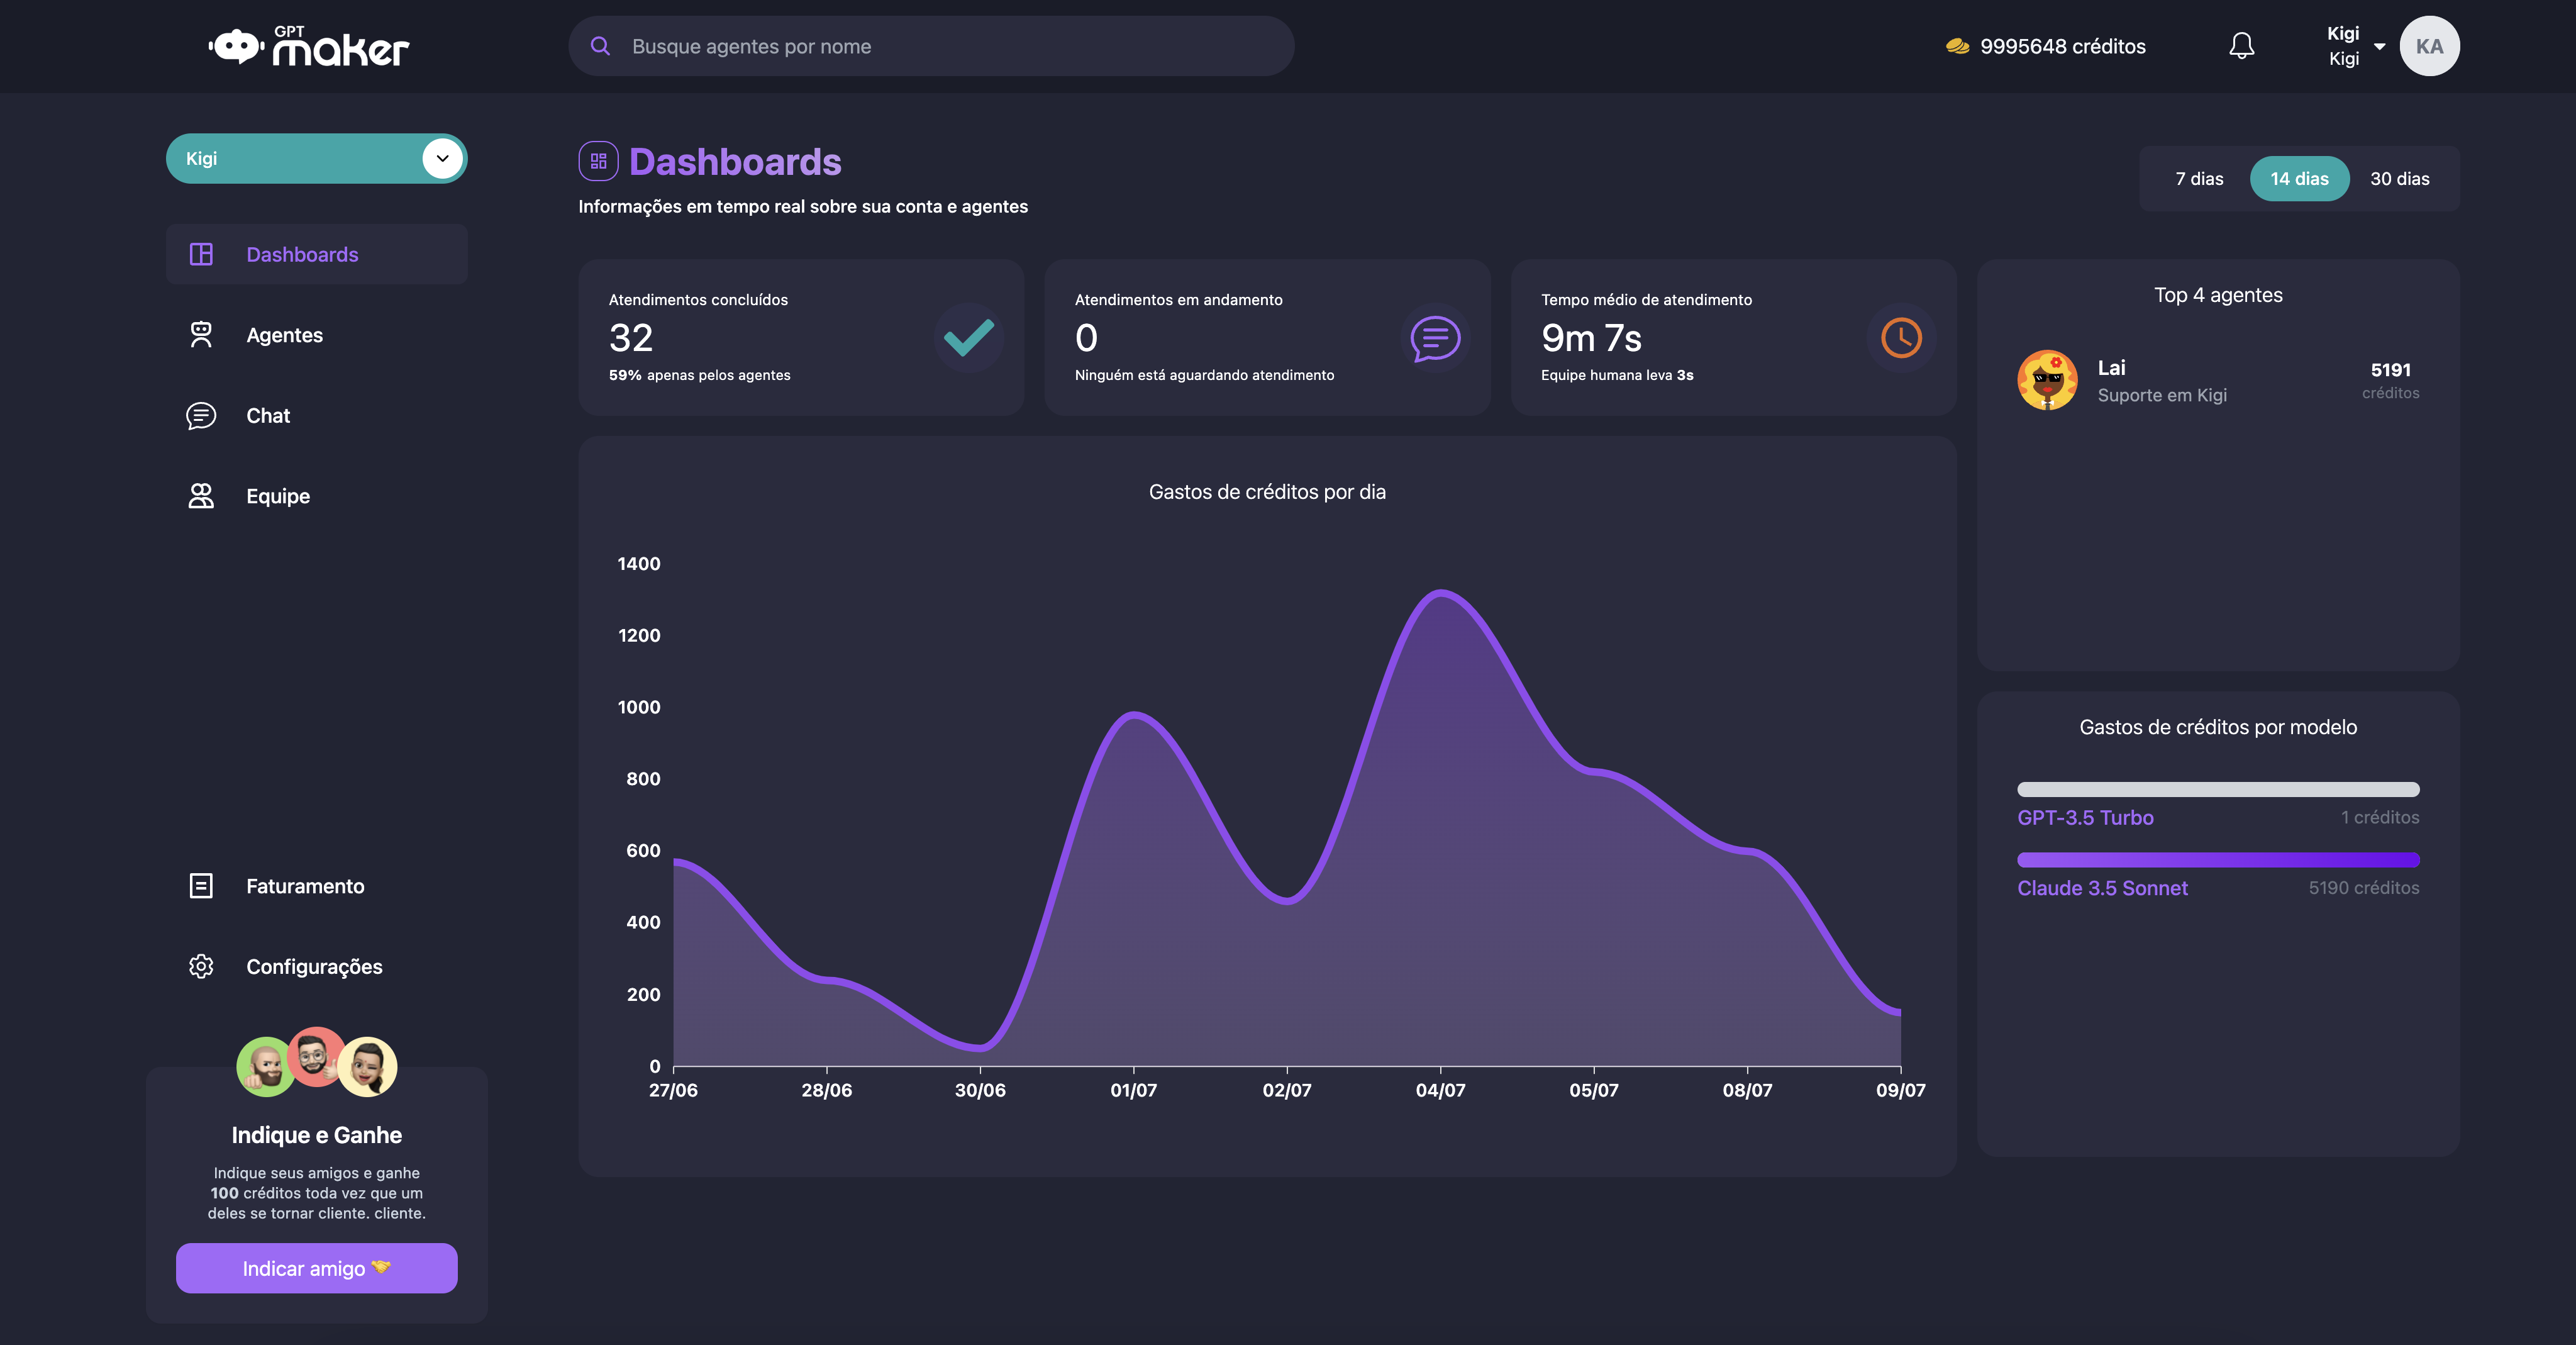 GPT
maker
Busque agentes por nome
9995648 créditos
Kigi
Kigi
KA
Kigi
Dashboards
Agentes
Chat
Equipe
Faturamento
Configurações
Indique e Ganhe
Indique seus amigos e ganhe
100 créditos toda vez que um
deles se tornar cliente. cliente.
Indicar amigo 🤝
Dashboards
Informações em tempo real sobre sua conta e agentes
7 dias 14 dias 30 dias
Atendimentos concluídos
32
59% apenas pelos agentes
Atendimentos em andamento
0
Ninguém está aguardando atendimento
Tempo médio de atendimento
9m 7s
Equipe humana leva 3s
Gastos de créditos por dia
1400
1200
1000
800
600
400
200
0
27/06 28/06 30/06 01/07 02/07 04/07 05/07 08/07 09/07
Top 4 agentes
Lai
Suporte em Kigi
5191
créditos
Gastos de créditos por modelo
GPT-3.5 Turbo 1 créditos
Claude 3.5 Sonnet 5190 créditos